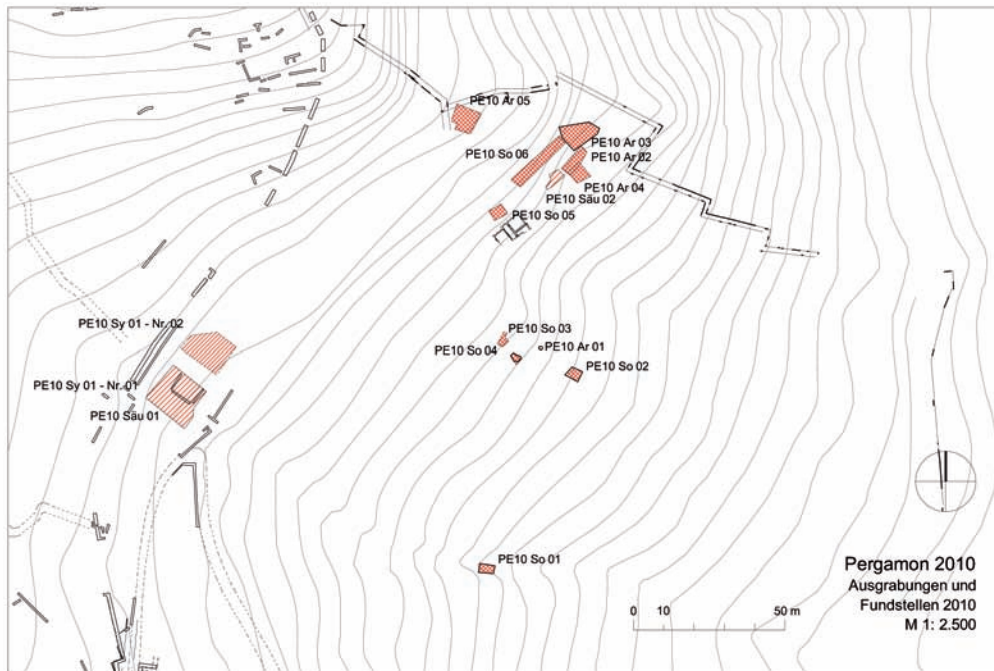 PE10 Ar 05
PE10 Ar 03
PE10 So 06
PE10 Ar 02
PE10 Ar 04
PE10 Säu 02
PE10 So 05
PE10 Sy 01 - Nr. 02
PE10 So 03
PE10 So 04
PE10 Ar 01
PE10 So 02
PE10 Sy 01 - Nr. 01
PE10 Säu 01
PE10 So 01
Pergamon 2010
Ausgrabungen und
Fundstellen 2010
M 1: 2.500
0 10 50 m